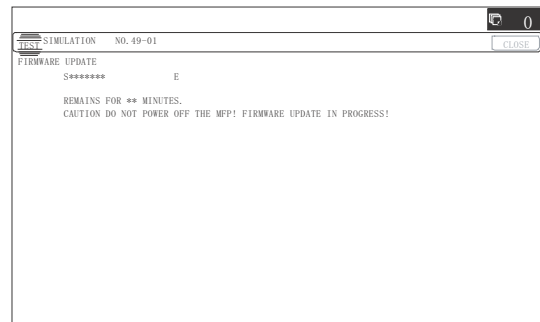 0
TEST SIMULATION NO.49-01 CLOSE
FIRMWARE UPDATE
S******* E
REMAINS FOR ** MINUTES.
CAUTION DO NOT POWER OFF THE MFP! FIRMWARE UPDATE IN PROGRESS!